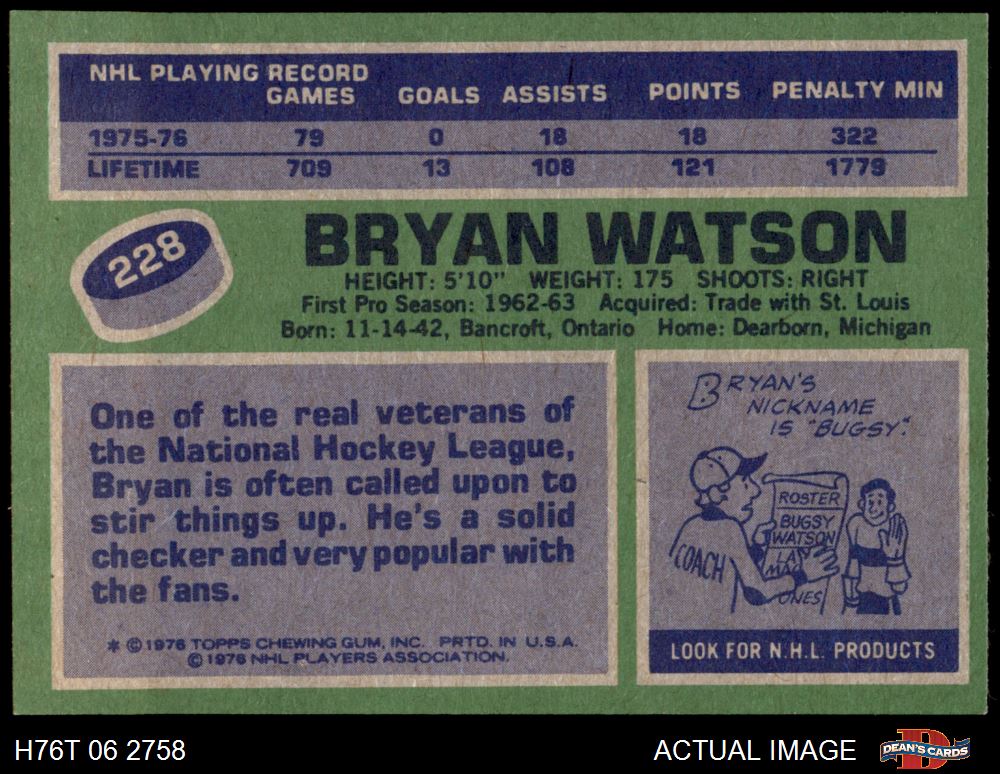 NHL PLAYING RECORD
GAMES GOALS ASSISTS POINTS PENALTY MIN
1975-76 79 0 18 18 322
LIFETIME 709 13 108 121 1779
228
BRYAN WATSON
HEIGHT: 5'10" WEIGHT: 175 SHOOTS: RIGHT
First Pro Season: 1962-63 Acquired: Trade with St. Louis
Born: 11-14-42, Bancroft, Ontario Home: Dearborn, Michigan
One of the real veterans of
the National Hockey League,
Bryan is often called upon to
stir things up. He's a solid
checker and very popular with
the fans.
* © 1976 TOPPS CHEWING GUM, INC. PRTD. IN U.S.A.
© 1976 NHL PLAYERS ASSOCIATION.
BRYAN'S
NICKNAME
IS "BUGSY."
ROSTER
BUGSY
WATSON
COACH
LOOK FOR N.H.L. PRODUCTS
H76T 06 2758
ACTUAL IMAGE
DEAN'S CARDS